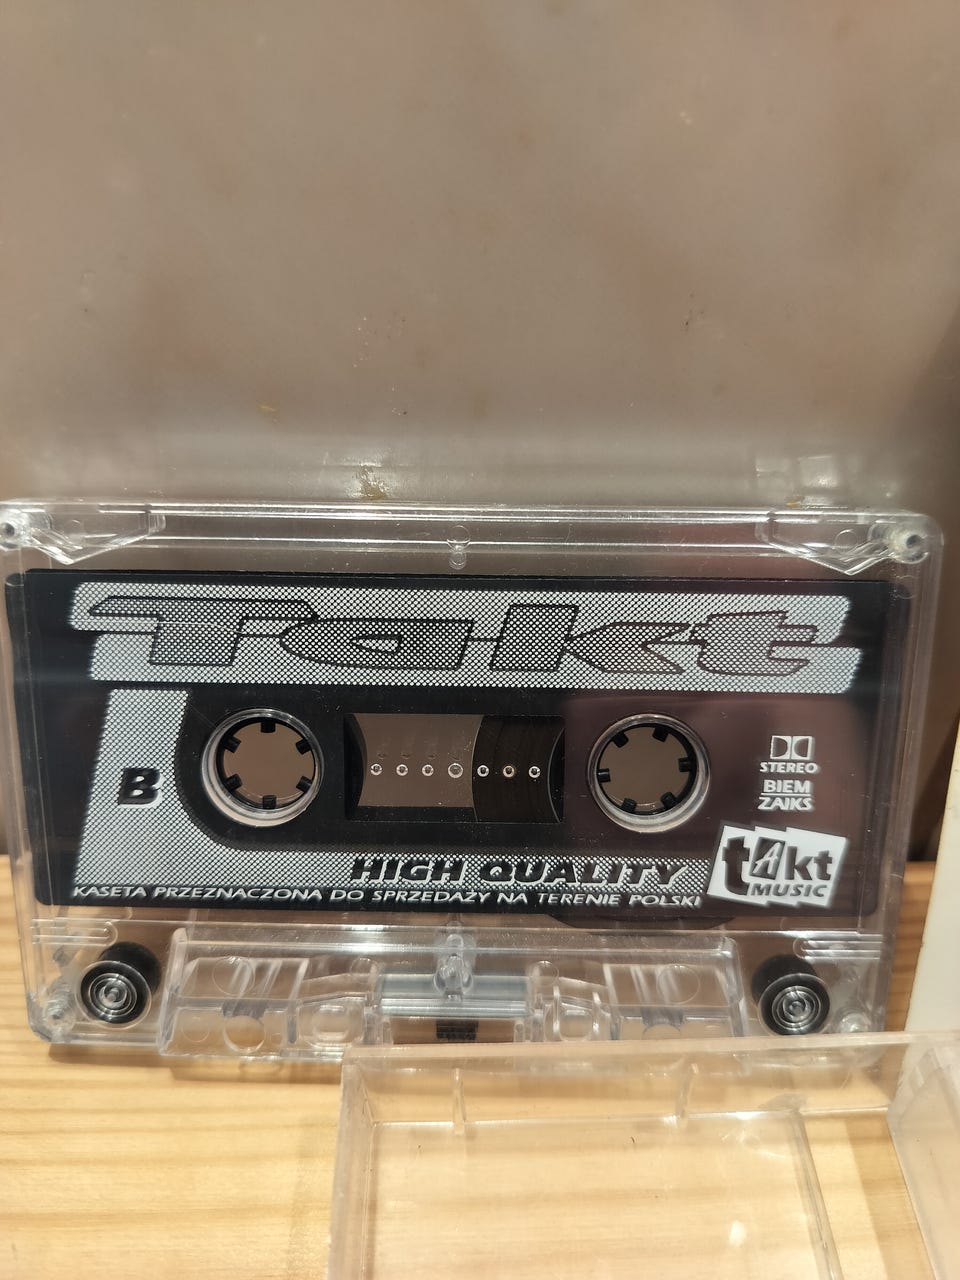 Takt
B
STEREO
BIEM
ZAIKS
HIGH QUALITY
takt
MUSIC
KASETA PRZEZNACZONA DO SPRZEDAŻY NA TERENIE POLSKI